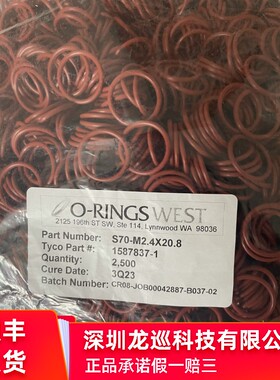 O-RINGS WEST
2125 196th ST SW, Ste 114, Lynnwood WA 98036
Part Number: S70-M2.4X20.8
Tyco Part #: 1587837-1
Quantity: 2,500
Cure Date: 3Q23
Batch Number: CR08-JOB00042887-B037-02
丰
货
深圳龙巡科技有限公司
正品承诺假一赔三